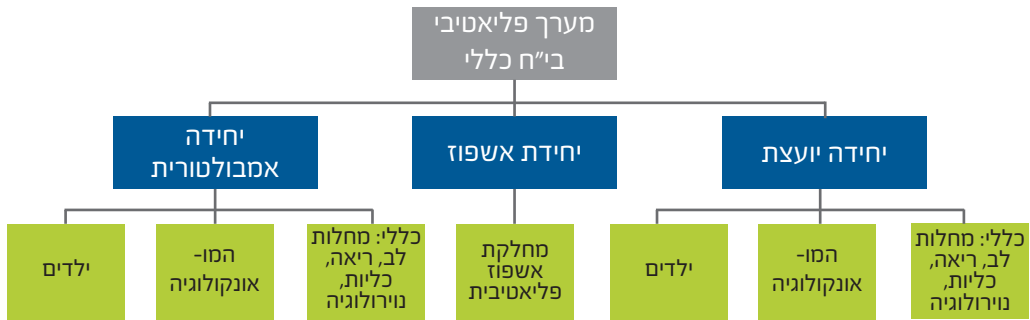 מערך פליאטיבי
בי"ח כללי
יחידה יועצת
יחידת אשפוז
יחידה
אמבולטורית
כללי: מחלות
לב, ריאה,
כליות,
נוירולוגיה
המו-
אונקולוגיה
ילדים
מחלקת
אשפוז
פליאטיבית
כללי: מחלות
לב, ריאה,
כליות,
נוירולוגיה
המו-
אונקולוגיה
ילדים